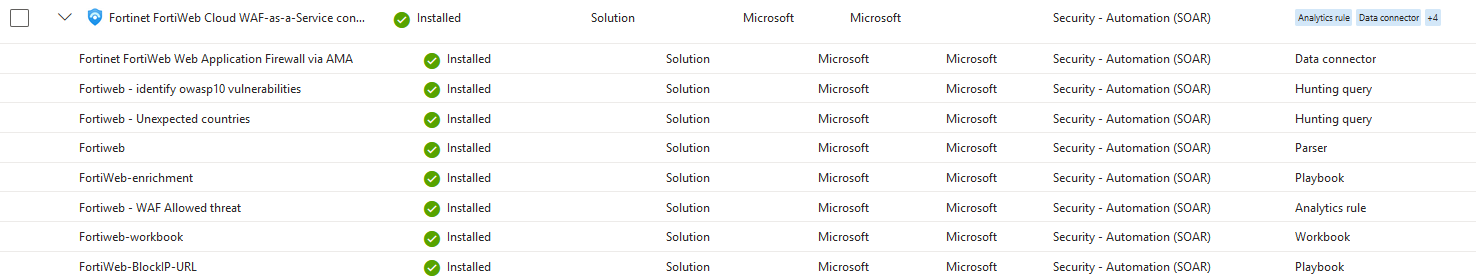 Fortinet FortiWeb Cloud WAF-as-a-Service con... Installed Solution Microsoft Microsoft Security - Automation (SOAR) Analytics rule Data connector +4
Fortinet FortiWeb Web Application Firewall via AMA Installed Solution Microsoft Microsoft Security - Automation (SOAR) Data connector
Fortiweb - identify owasp10 vulnerabilities Installed Solution Microsoft Microsoft Security - Automation (SOAR) Hunting query
Fortiweb - Unexpected countries Installed Solution Microsoft Microsoft Security - Automation (SOAR) Hunting query
Fortiweb Installed Solution Microsoft Microsoft Security - Automation (SOAR) Parser
FortiWeb-enrichment Installed Solution Microsoft Microsoft Security - Automation (SOAR) Playbook
Fortiweb - WAF Allowed threat Installed Solution Microsoft Microsoft Security - Automation (SOAR) Analytics rule
Fortiweb-workbook Installed Solution Microsoft Microsoft Security - Automation (SOAR) Workbook
FortiWeb-BlockIP-URL Installed Solution Microsoft Microsoft Security - Automation (SOAR) Playbook